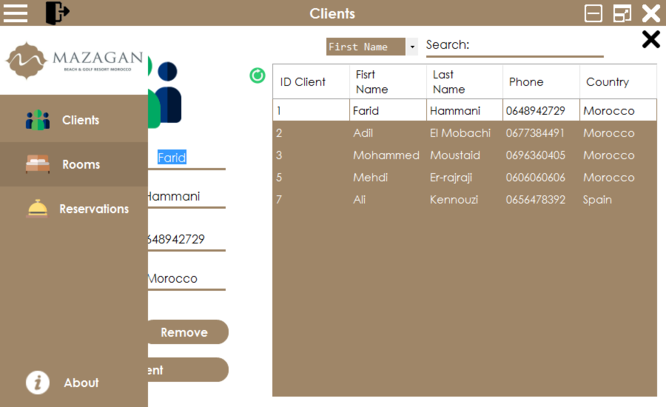 Clients
MAZAGAN
BEACH & GOLF RESORT MOROCCO
First Name
Search:
Clients
Rooms
Reservations
About
Farid
Hammani
648942729
Morocco
Remove
ent
ID Client Fisrt Name Last Name Phone Country
1 Farid Hammani 0648942729 Morocco
2 Adil El Mobachi 0677384491 Morocco
3 Mohammed Moustaid 0696360405 Morocco
5 Mehdi Er-rajraji 0606060606 Morocco
7 Ali Kennouzi 0656478392 Spain